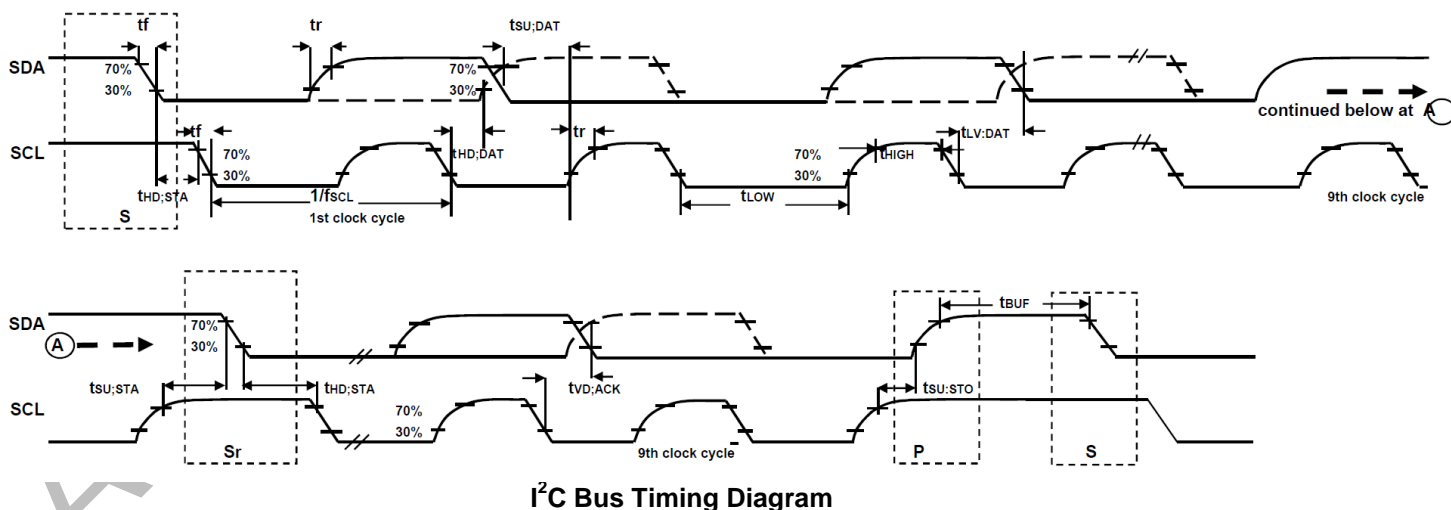 tf tr tSU;DAT
SDA 70% 70%
30% 30% continued below at A
tf tHD;DAT tr tLV:DAT
SCL 70% 70% tHIGH
30% 30%
tHD;STA 1/fSCL tLOW
S 1st clock cycle 9th clock cycle
tBUF
SDA 70%
A 30%
tSU;STA tHD;STA tVD;ACK tSU:STO
SCL 70%
30%
Sr 9th clock cycle P S
I²C Bus Timing Diagram